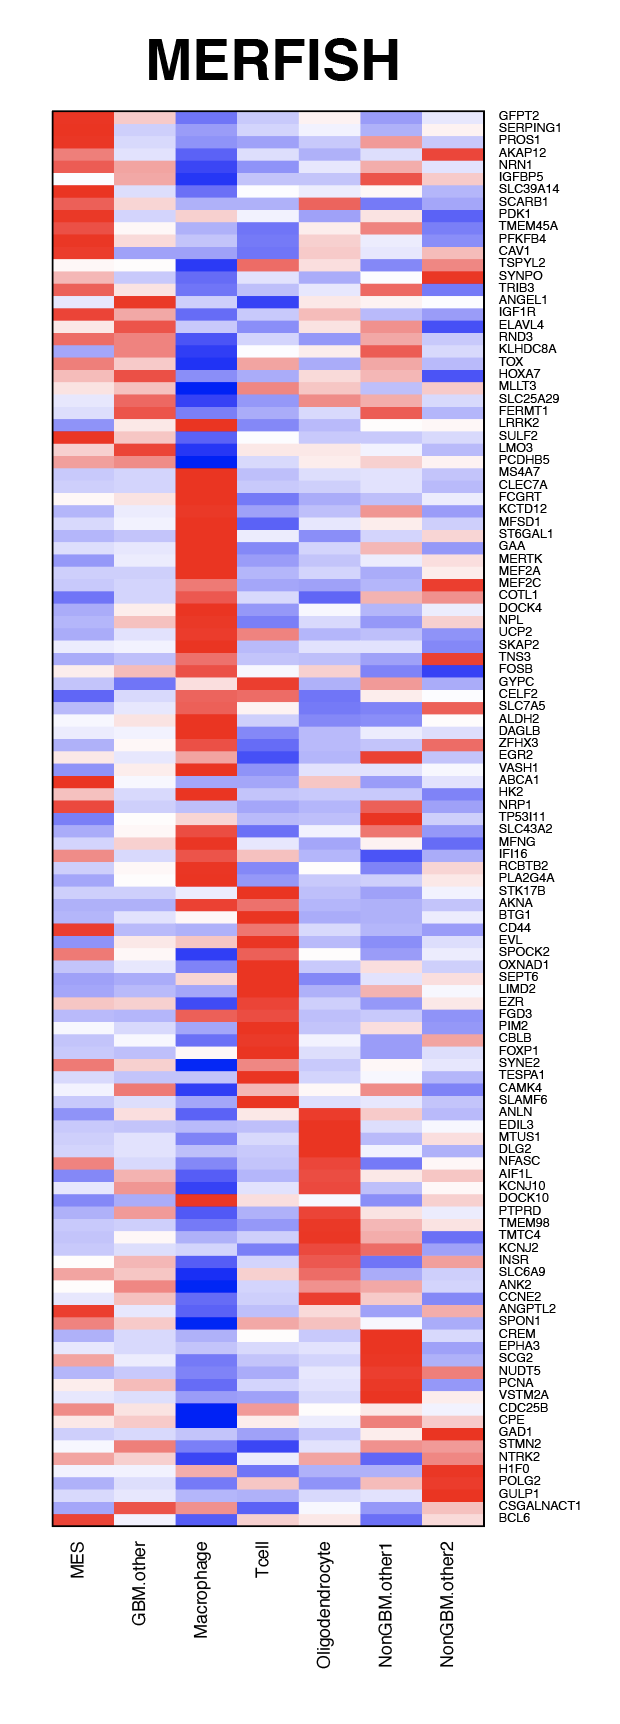 MERFISH
GFPT2
SERPING1
PROS1
AKAP12
NRN1
IGFBP5
SLC39A14
SCARB1
PDK1
TMEM45A
PFKFB4
CAV1
TSPYL2
SYNPO
TRIB3
ANGEL1
IGF1R
ELAVL4
RND3
KLHDC8A
TOX
HOXA7
MLLT3
SLC25A29
FERMT1
LRRK2
SULF2
LMO3
PCDHB5
MS4A7
CLEC7A
FCGRT
KCTD12
MFSD1
ST6GAL1
GAA
MERTK
MEF2A
MEF2C
COTL1
DOCK4
NPL
UCP2
SKAP2
TNS3
FOSB
GYPC
CELF2
SLC7A5
ALDH2
DAGLB
ZFHX3
EGR2
VASH1
ABCA1
HK2
NRP1
TP53I11
SLC43A2
MFNG
IFI16
RCBTB2
PLA2G4A
STK17B
AKNA
BTG1
CD44
EVL
SPOCK2
OXNAD1
SEPT6
LIMD2
EZR
FGD3
PIM2
CBLB
FOXP1
SYNE2
TESPA1
CAMK4
SLAMF6
ANLN
EDIL3
MTUS1
DLG2
NFASC
AIF1L
KCNJ10
DOCK10
PTPRD
TMEM98
TMTC4
KCNJ2
INSR
SLC6A9
ANK2
CCNE2
ANGPTL2
SPON1
CREM
EPHA3
SCG2
NUDT5
PCNA
VSTM2A
CDC25B
CPE
GAD1
STMN2
NTRK2
H1F0
POLG2
GULP1
CSGALNACT1
BCL6
MES
GBM.other
Macrophage
Tcell
Oligodendrocyte
NonGBM.other1
NonGBM.other2